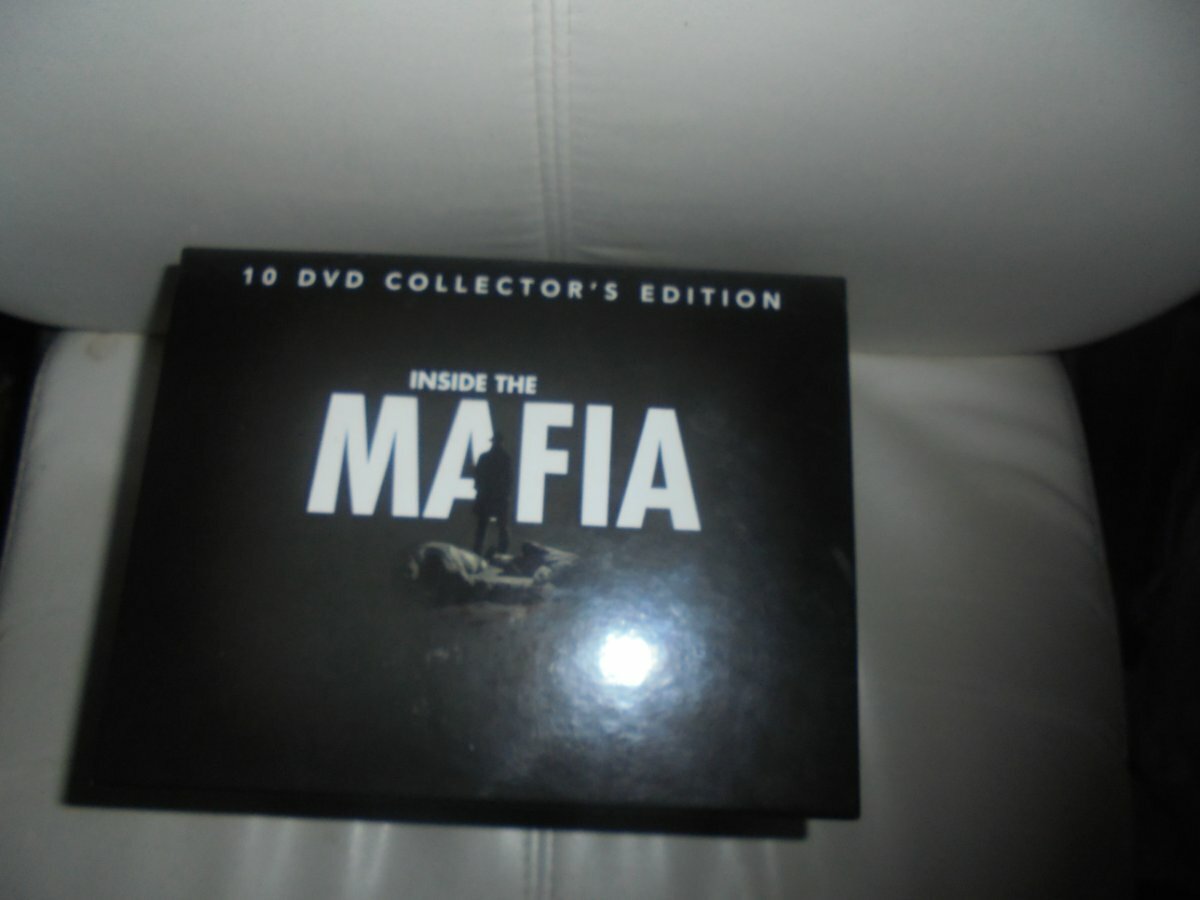 10 DVD COLLECTOR'S EDITION
INSIDE THE
MAFIA